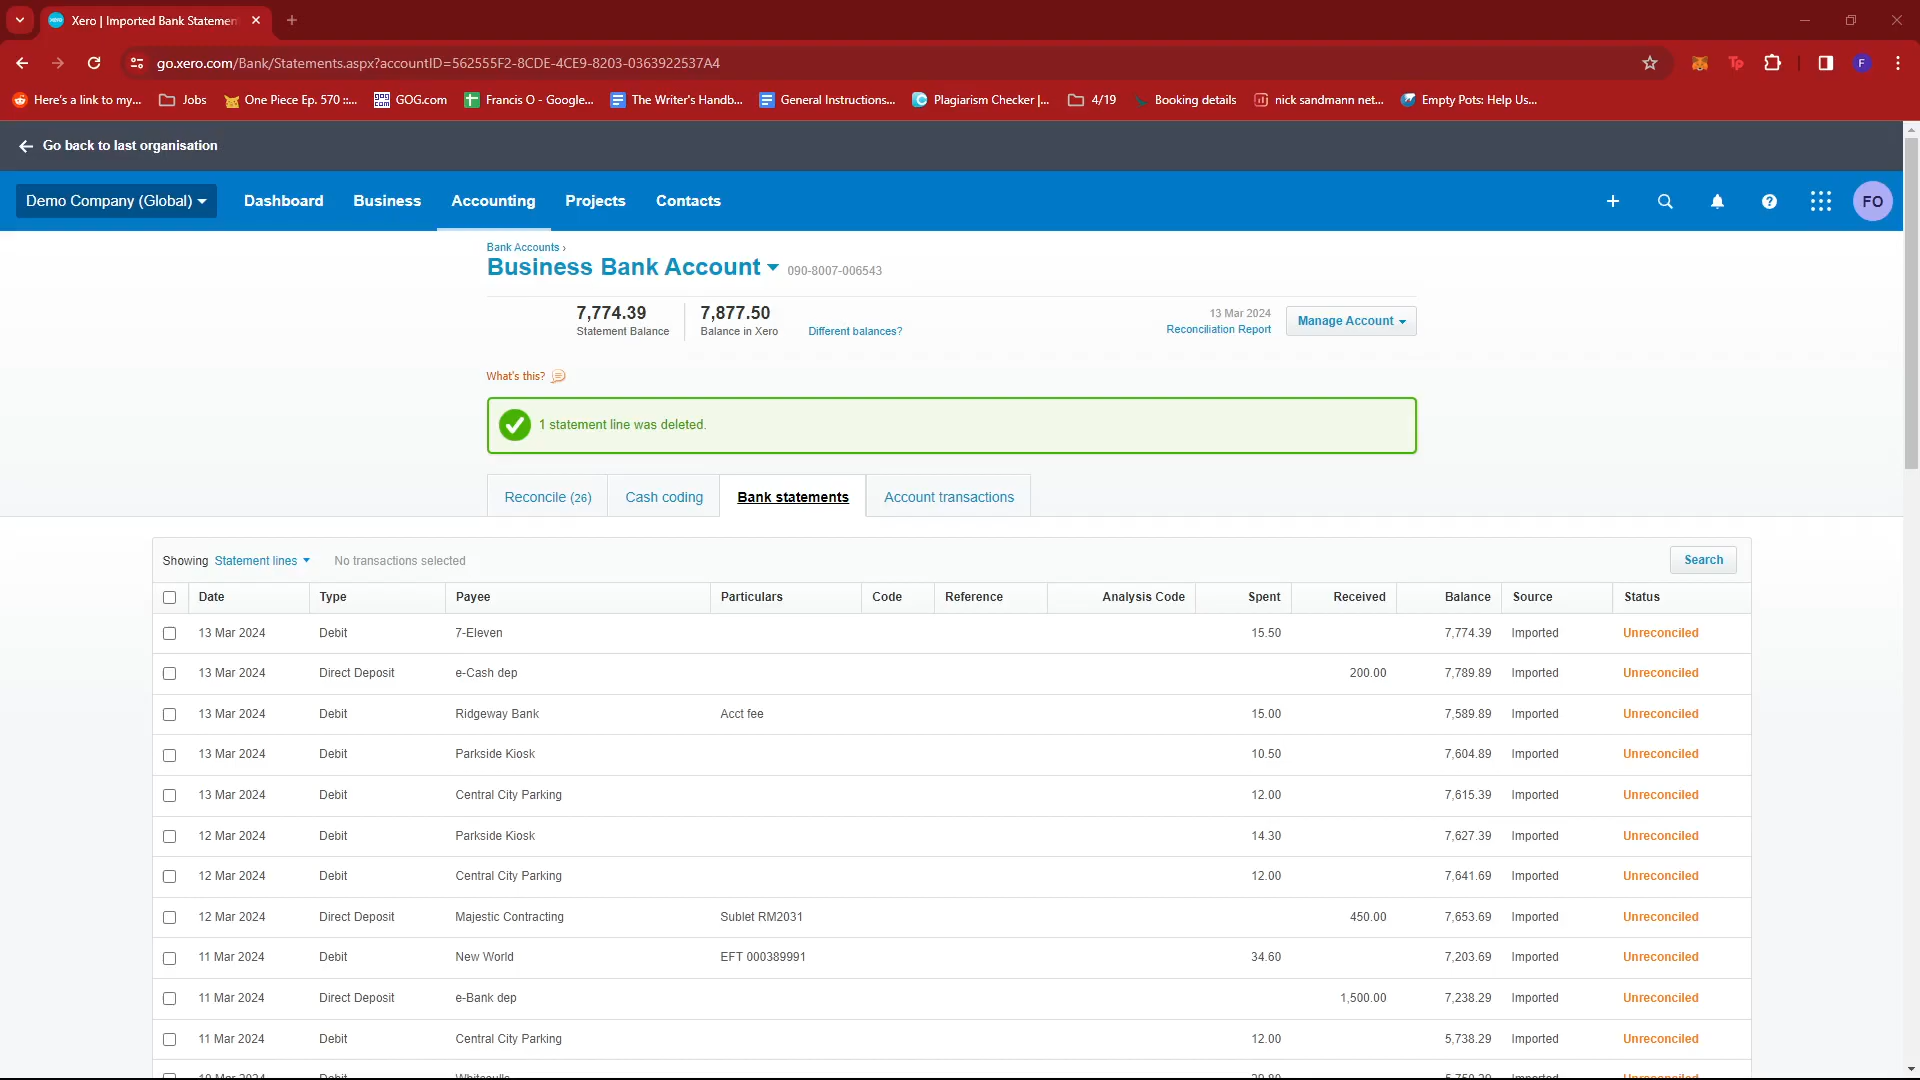 Xero | Imported Bank Statemen
go.xero.com/Bank/Statements.aspx?accountID=562555F2-8CDE-4CE9-8203-0363922537A4
Tp
F
Here's a link to my...
Jobs
One Piece Ep. 570 ::...
GOG.com
Francis O - Google...
The Writer's Handb...
General Instructions...
Plagiarism Checker |...
4/19
Booking details
nick sandmann net...
Empty Pots: Help Us...
Go back to last organisation
Demo Company (Global)
Dashboard
Business
Accounting
Projects
Contacts
FO
Bank Accounts ›
Business Bank Account 090-8007-006543
7,774.39
Statement Balance
7,877.50
Balance in Xero
Different balances?
13 Mar 2024
Reconciliation Report
Manage Account
What's this?
1 statement line was deleted.
Reconcile (26)
Cash coding
Bank statements
Account transactions
Showing Statement lines No transactions selected Search
Date Type Payee Particulars Code Reference Analysis Code Spent Received Balance Source Status
13 Mar 2024 Debit 7-Eleven 15.50 7,774.39 Imported Unreconciled
13 Mar 2024 Direct Deposit e-Cash dep 200.00 7,789.89 Imported Unreconciled
13 Mar 2024 Debit Ridgeway Bank Acct fee 15.00 7,589.89 Imported Unreconciled
13 Mar 2024 Debit Parkside Kiosk 10.50 7,604.89 Imported Unreconciled
13 Mar 2024 Debit Central City Parking 12.00 7,615.39 Imported Unreconciled
12 Mar 2024 Debit Parkside Kiosk 14.30 7,627.39 Imported Unreconciled
12 Mar 2024 Debit Central City Parking 12.00 7,641.69 Imported Unreconciled
12 Mar 2024 Direct Deposit Majestic Contracting Sublet RM2031 450.00 7,653.69 Imported Unreconciled
11 Mar 2024 Debit New World EFT 000389991 34.60 7,203.69 Imported Unreconciled
11 Mar 2024 Direct Deposit e-Bank dep 1,500.00 7,238.29 Imported Unreconciled
11 Mar 2024 Debit Central City Parking 12.00 5,738.29 Imported Unreconciled